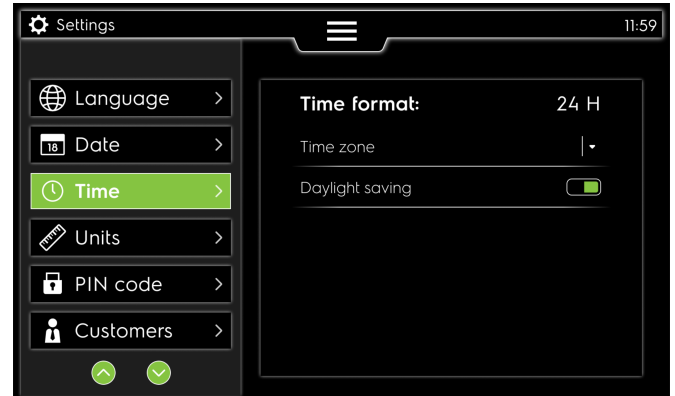 Settings
11:59
Language
18
Date
Time
Units
PIN code
Customers
Time format: 24 H
Time zone
Daylight saving